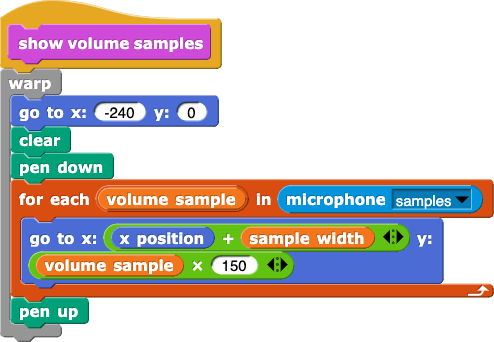 show volume samples
warp
go to x: -240 y: 0
clear
pen down
for each volume sample in microphone samples
go to x: x position + sample width y:
volume sample × 150
pen up